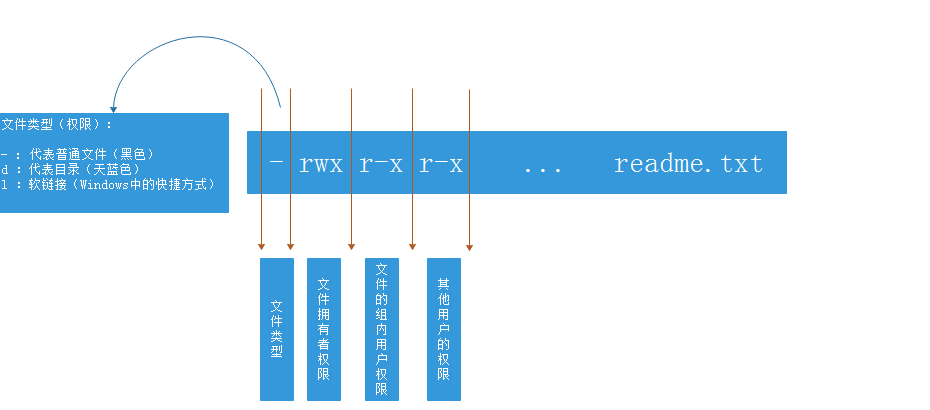 文件类型（权限）：
- ：代表普通文件（黑色）
d ：代表目录（天蓝色）
l ：软链接（Windows中的快捷方式）
- rwx r-x r-x ... readme.txt
文件类型
文件拥有者权限
文件的组内用户权限
其他用户的权限